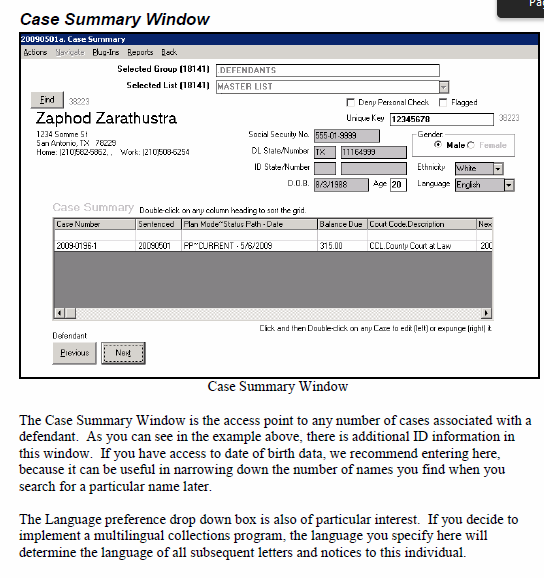 Pag
Case Summary Window
20090501a. Case Summary
Actions Navigate Plug-Ins Reports Back
Selected Group (18141) DEFENDANTS
Selected List (18141) MASTER LIST
Find 38223
Deny Personal Check Flagged
Zaphod Zarathustra
Unique Key 12345678 38223
1234 Somme St
San Antonio, TX 78229
Home: (210)582-5862, . Work: (210)508-6254
Social Security No. 555-01-9999
Gender
Male Female
DL State/Number TX 11164999
ID State/Number
Ethnicity White
D.O.B. 8/3/1988 Age 20 Language English
Case Summary Double-click on any column heading to sort the grid.
Case Number Sentenced Plan Mode~Status Path - Date Balance Due Court Code.Description Nex
2009-0196-1 20090501 PP~CURRENT - 5/6/2009 315.00 CCL.County Court at Law 200
Click and then Double-click on any Case to edit (left) or expunge (right) it
Defendant
Previous Next
Case Summary Window
The Case Summary Window is the access point to any number of cases associated with a
defendant. As you can see in the example above, there is additional ID information in
this window. If you have access to date of birth data, we recommend entering here,
because it can be useful in narrowing down the number of names you find when you
search for a particular name later.
The Language preference drop down box is also of particular interest. If you decide to
implement a multilingual collections program, the language you specify here will
determine the language of all subsequent letters and notices to this individual.